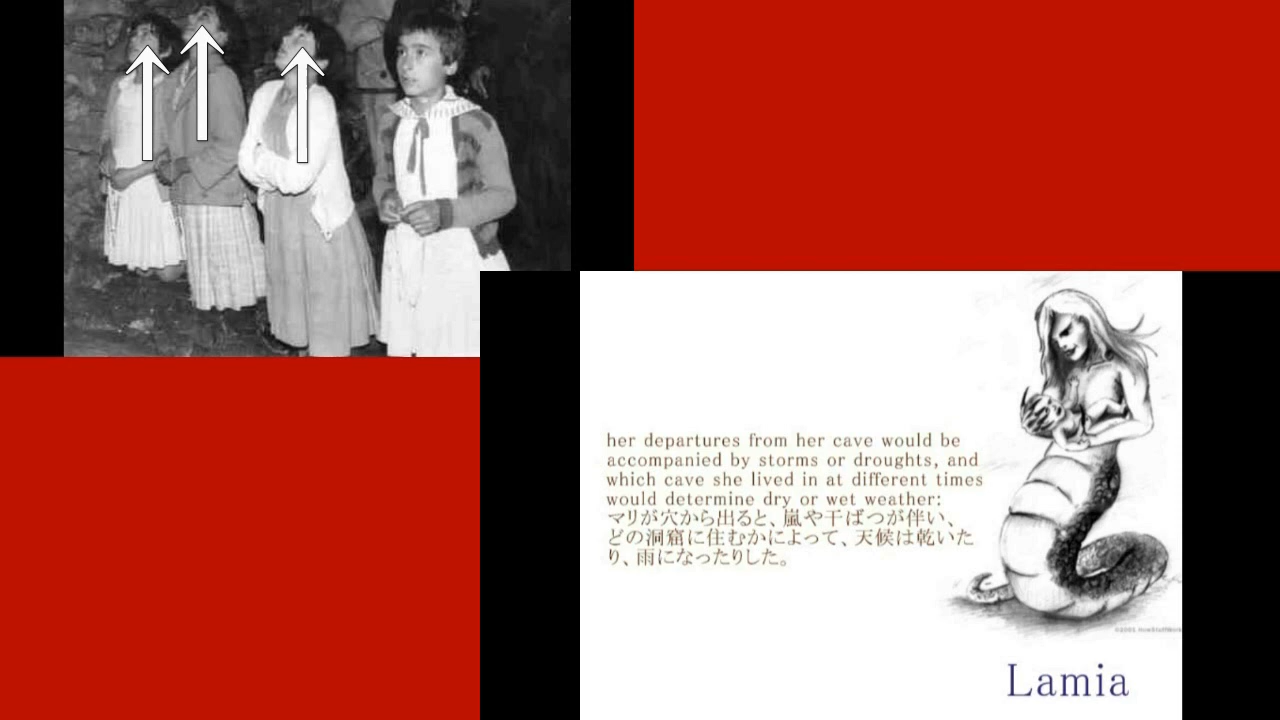 her departures from her cave would be
accompanied by storms or droughts, and
which cave she lived in at different times
would determine dry or wet weather:
マリが穴から出ると、嵐や干ばつが伴い、
どの洞窟に住むかによって、天候は乾いた
り、雨になったりした。
Lamia